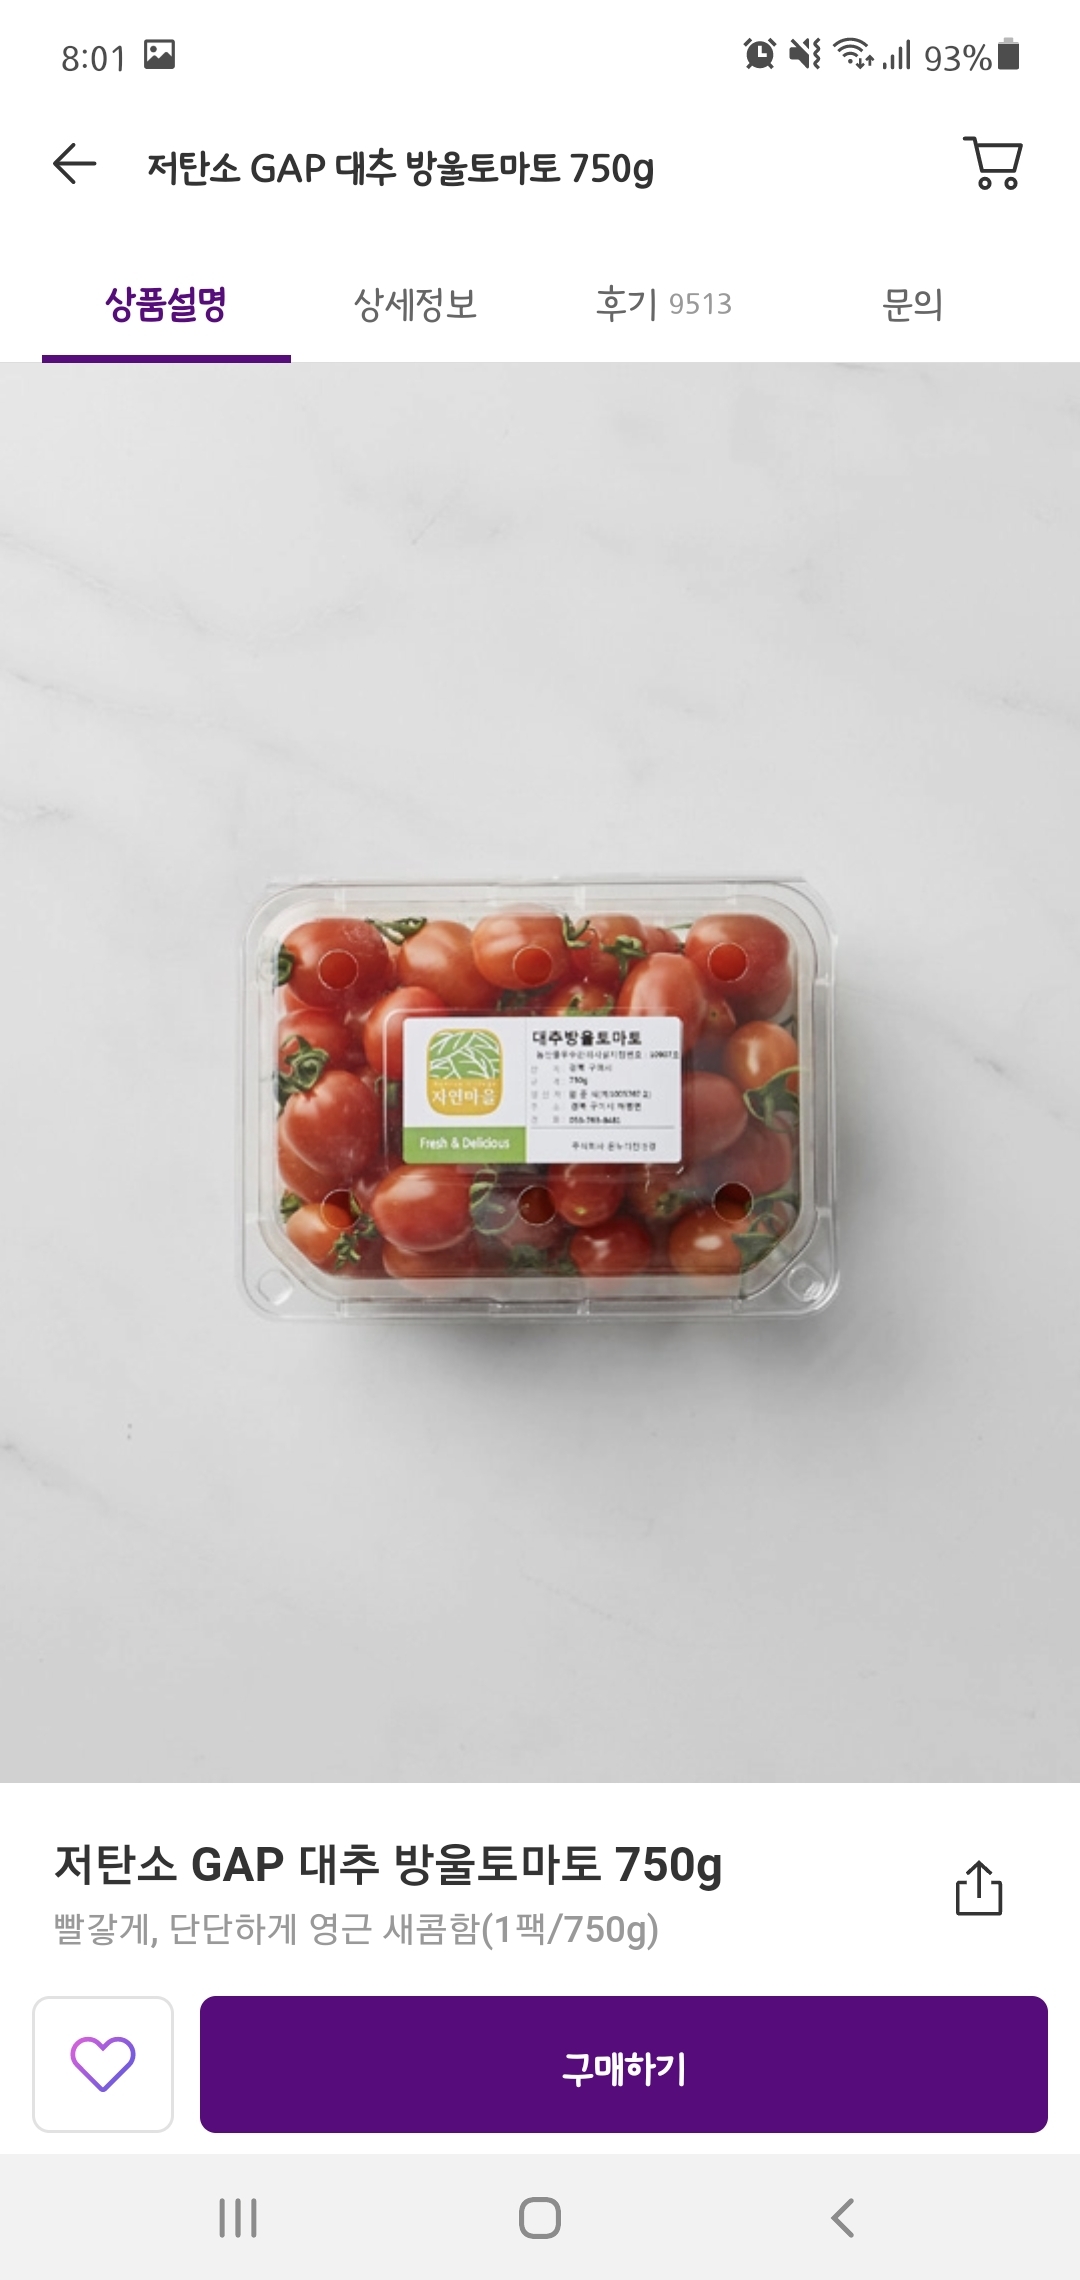 8:01
93%
저탄소 GAP 대추 방울토마토 750g
상품설명 상세정보 후기 9513 문의
대추방울토마토
750g
자연마을
Fresh & Delicious
저탄소 GAP 대추 방울토마토 750g
빨갛게, 단단하게 영근 새콤함(1팩/750g)
구매하기